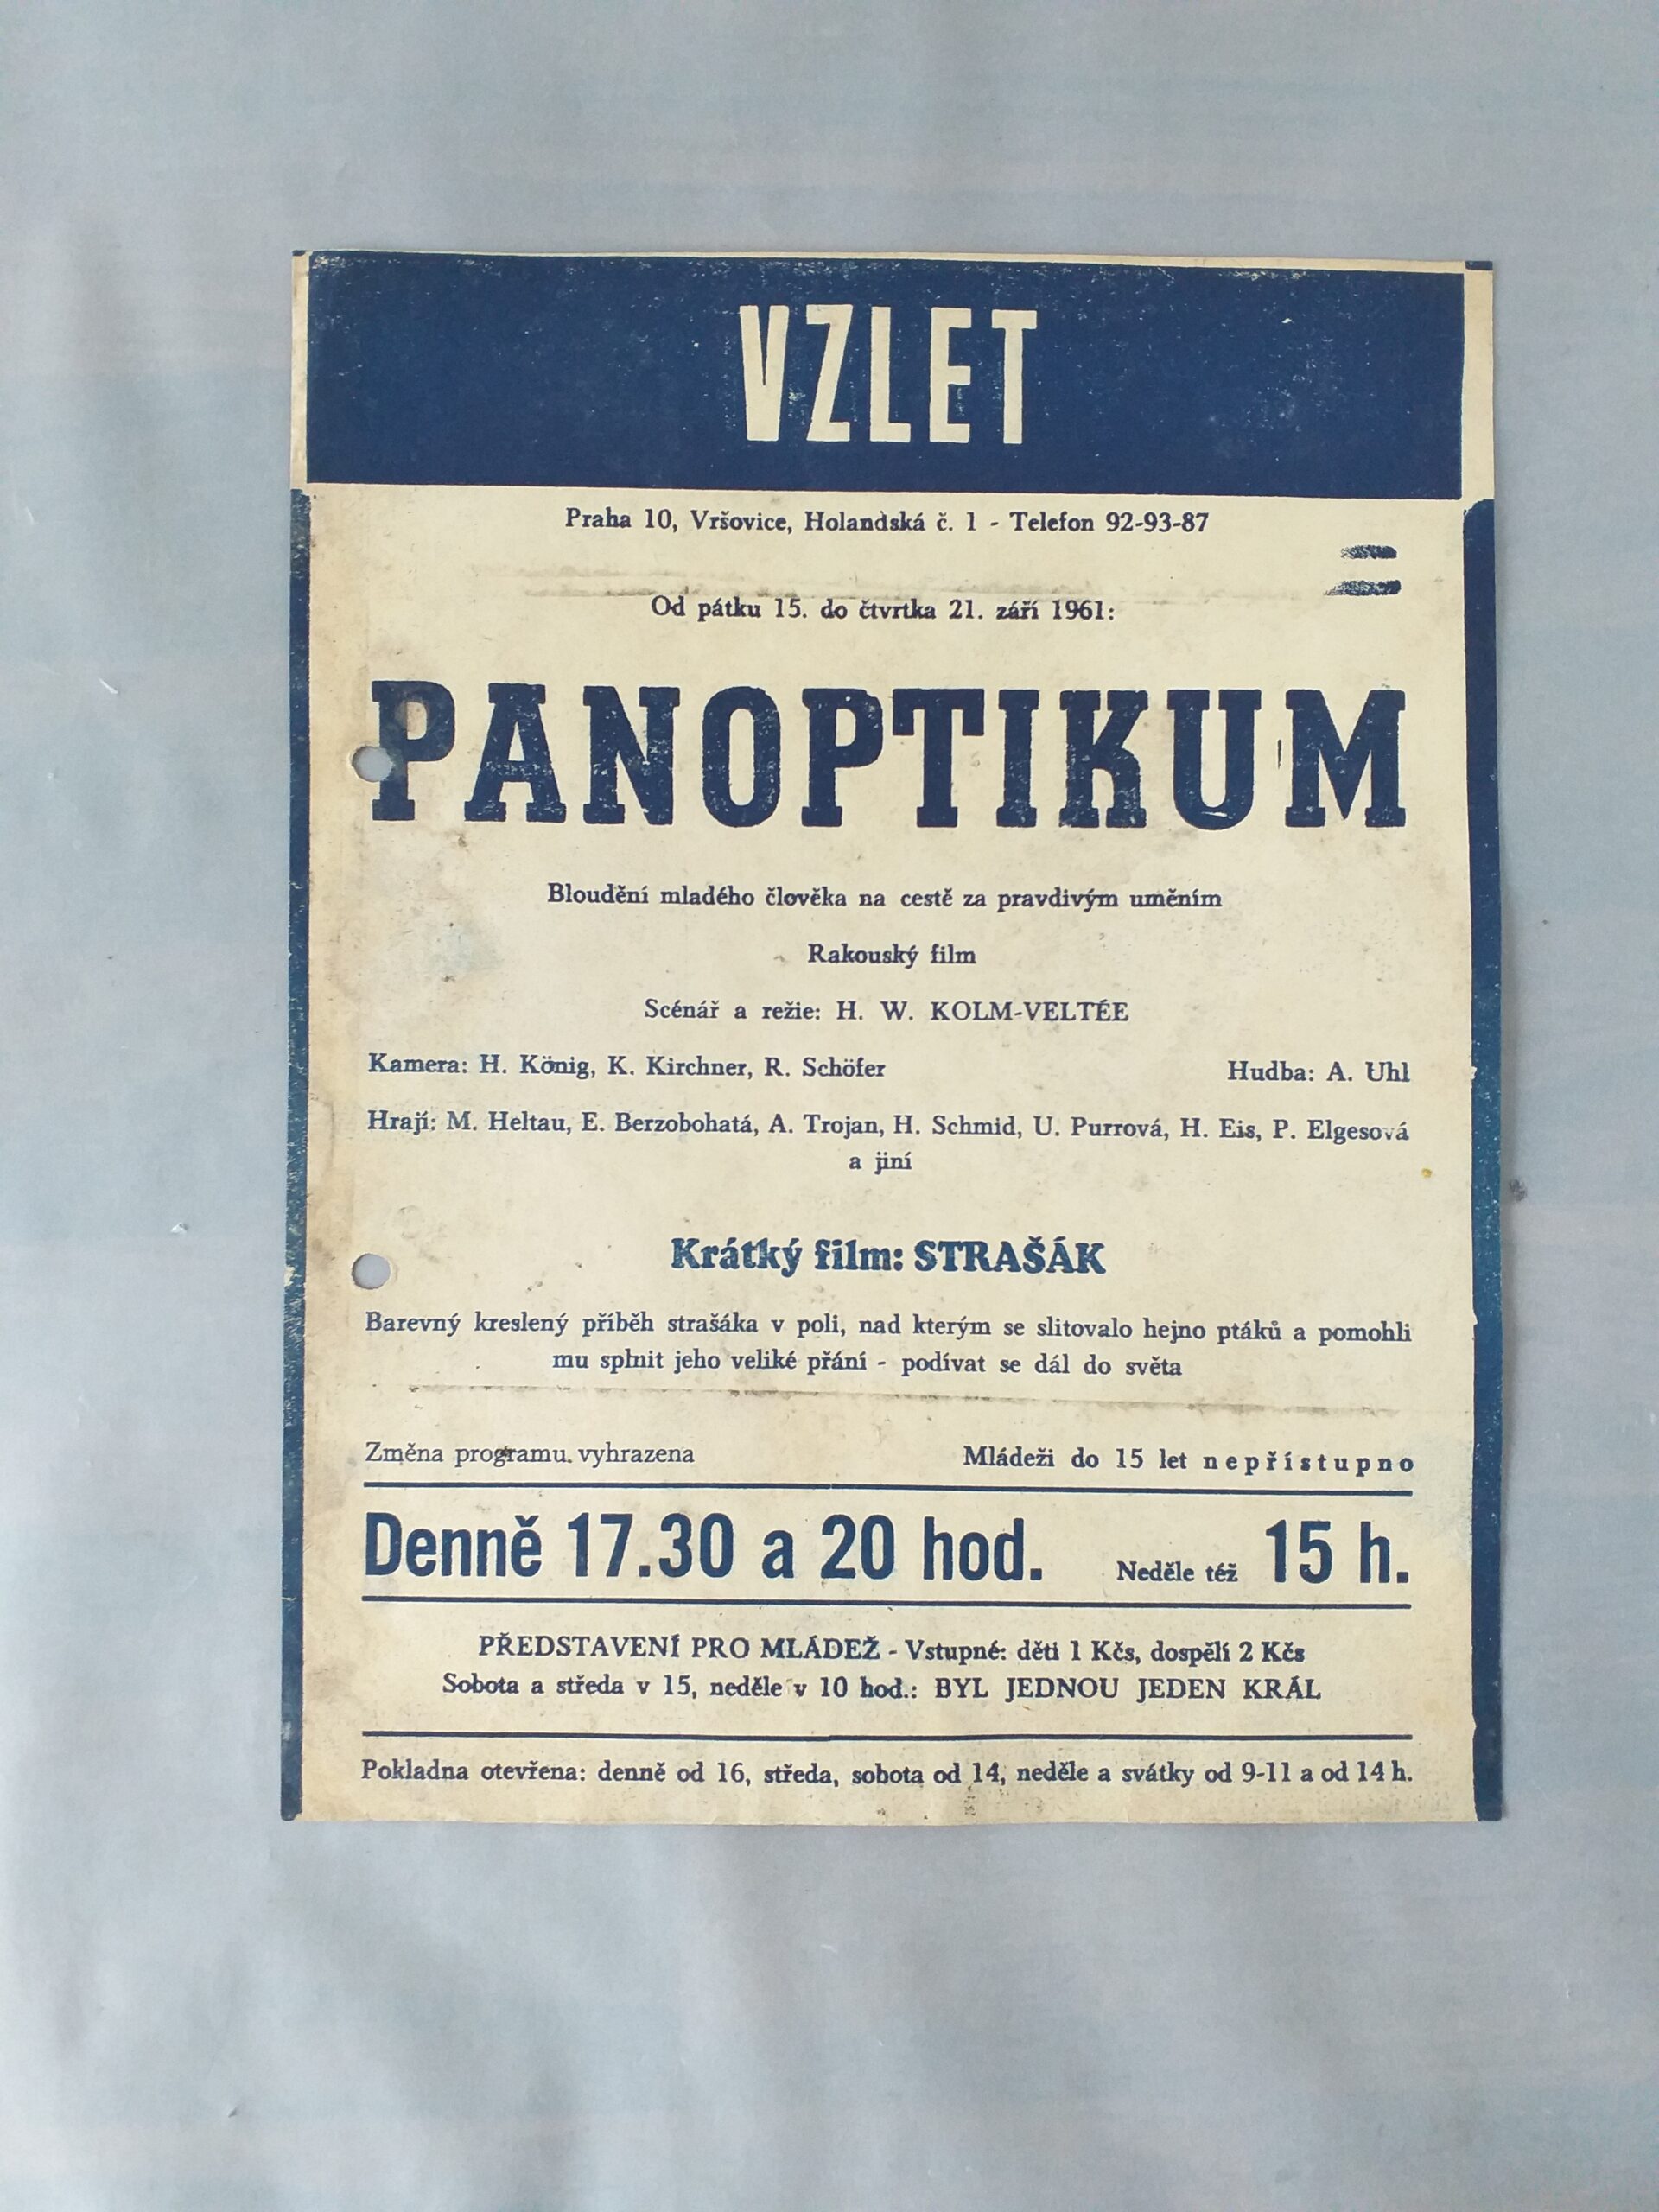 VZLET
Praha 10, Vršovice, Holandská č. 1 - Telefon 92-93-87
Od pátku 15. do čtvrtka 21. září 1961:
PANOPTIKUM
Bloudění mladého člověka na cestě za pravdivým uměním
Rakouský film
Scénář a režie: H. W. KOLM-VELTÉE
Kamera: H. König, K. Kirchner, R. Schöfer Hudba: A. Uhl
Hrají: M. Heltau, E. Berzobohatá, A. Trojan, H. Schmid, U. Purrová, H. Eis, P. Elgesová
a jiní
Krátký film: STRAŠÁK
Barevný kreslený příběh strašáka v poli, nad kterým se slitovalo hejno ptáků a pomohli
mu splnit jeho veliké přání - podívat se dál do světa
Změna programu vyhrazena Mládeži do 15 let nepřístupno
Denně 17.30 a 20 hod. Neděle též 15 h.
PŘEDSTAVENÍ PRO MLÁDEŽ - Vstupné: děti 1 Kčs, dospělí 2 Kčs
Sobota a středa v 15, neděle v 10 hod.: BYL JEDNOU JEDEN KRÁL
Pokladna otevřena: denně od 16, středa, sobota od 14, neděle a svátky od 9-11 a od 14 h.